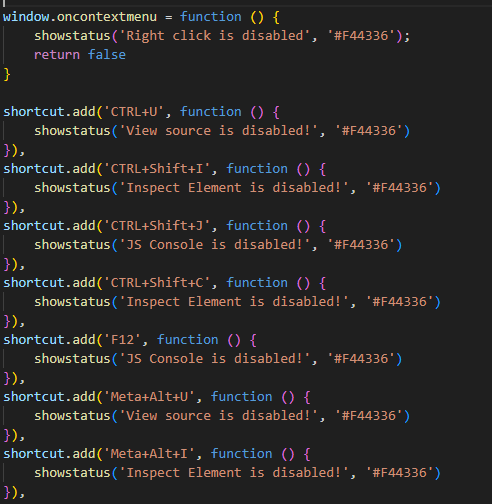 window.oncontextmenu = function () {
    showstatus('Right click is disabled', '#F44336');
    return false
}

shortcut.add('CTRL+U', function () {
    showstatus('View source is disabled!', '#F44336')
}),
shortcut.add('CTRL+Shift+I', function () {
    showstatus('Inspect Element is disabled!', '#F44336')
}),
shortcut.add('CTRL+Shift+J', function () {
    showstatus('JS Console is disabled!', '#F44336')
}),
shortcut.add('CTRL+Shift+C', function () {
    showstatus('Inspect Element is disabled!', '#F44336')
}),
shortcut.add('F12', function () {
    showstatus('JS Console is disabled!', '#F44336')
}),
shortcut.add('Meta+Alt+U', function () {
    showstatus('View source is disabled!', '#F44336')
}),
shortcut.add('Meta+Alt+I', function () {
    showstatus('Inspect Element is disabled!', '#F44336')
}),